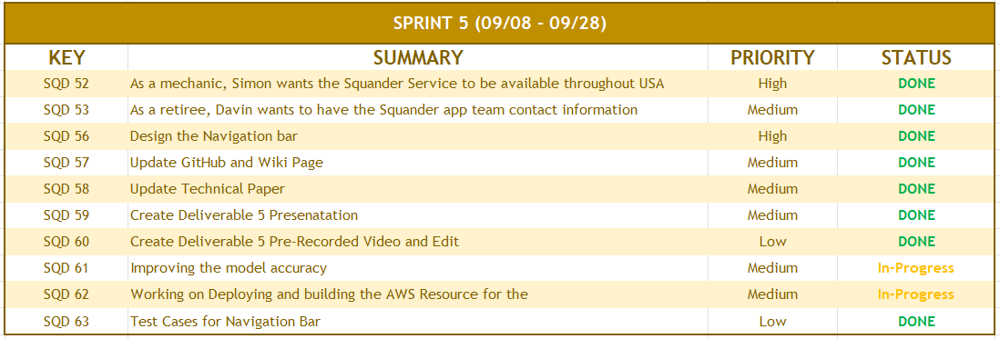 SPRINT 5 (09/08 - 09/28)
KEY SUMMARY PRIORITY STATUS
SQD 52 As a mechanic, Simon wants the Squander Service to be available throughout USA High DONE
SQD 53 As a retiree, Davin wants to have the Squander app team contact information Medium DONE
SQD 56 Design the Navigation bar High DONE
SQD 57 Update GitHub and Wiki Page Medium DONE
SQD 58 Update Technical Paper Medium DONE
SQD 59 Create Deliverable 5 Presenatation Medium DONE
SQD 60 Create Deliverable 5 Pre-Recorded Video and Edit Low DONE
SQD 61 Improving the model accuracy Medium In-Progress
SQD 62 Working on Deploying and building the AWS Resource for the Medium In-Progress
SQD 63 Test Cases for Navigation Bar Low DONE